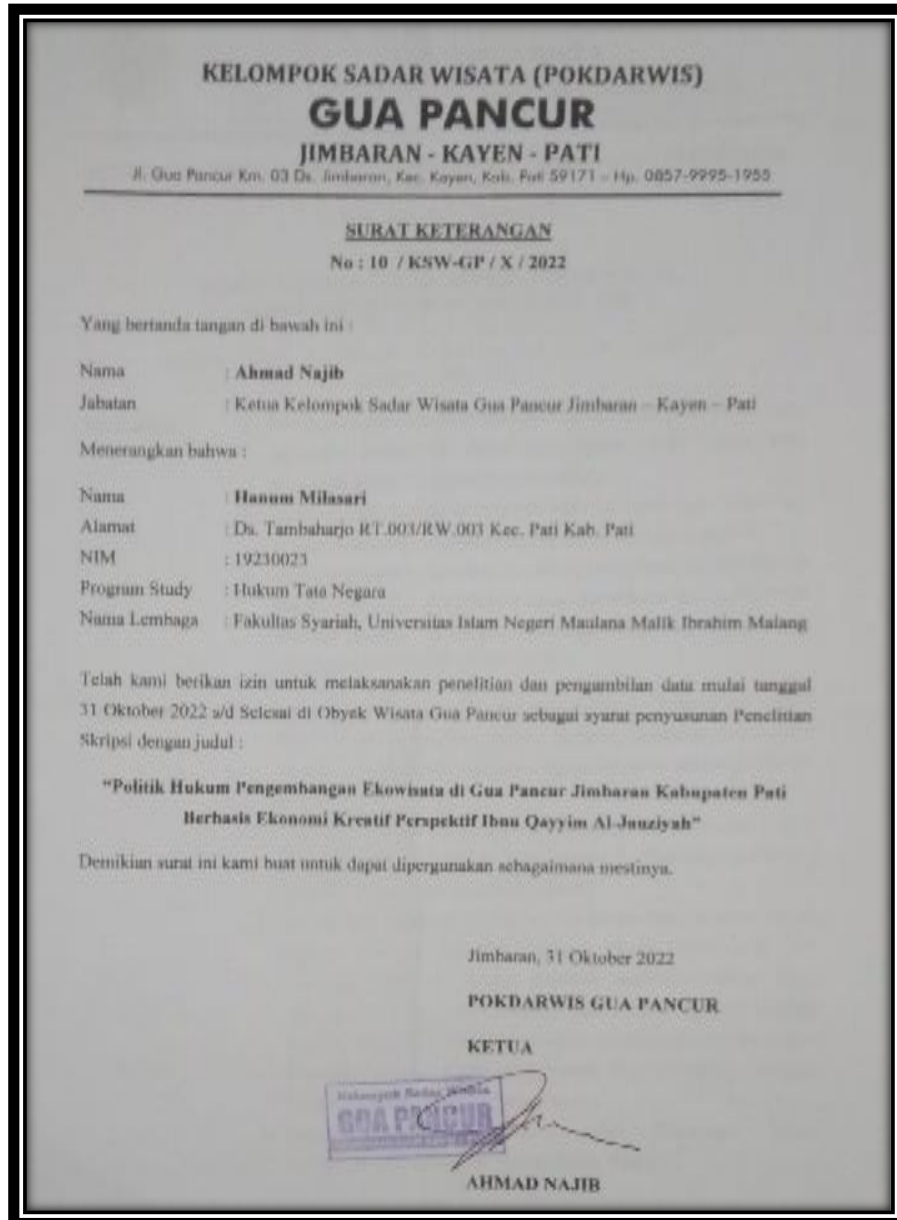 KELOMPOK SADAR WISATA (POKDARWIS)
GUA PANCUR
JIMBARAN - KAYEN - PATI
Jl. Gua Pancur Km. 03 Ds. Jimbaran, Kec. Kayen, Kab. Pati 59171 - Hp. 0857-9995-1955
SURAT KETERANGAN
No : 10 / KSW-GP / X / 2022
Yang bertanda tangan di bawah ini :
Nama : Ahmad Najib
Jabatan : Ketua Kelompok Sadar Wisata Gua Pancur Jimbaran – Kayen – Pati
Menerangkan bahwa :
Nama : Hanum Milasari
Alamat : Ds. Tambaharjo RT.003/RW.003 Kec. Pati Kab. Pati
NIM : 19230023
Program Study : Hukum Tata Negara
Nama Lembaga : Fakultas Syariah, Universitas Islam Negeri Maulana Malik Ibrahim Malang
Telah kami berikan izin untuk melaksanakan penelitian dan pengambilan data mulai tanggal
31 Oktober 2022 s/d Selesai di Obyek Wisata Gua Pancur sebagai syarat penyusunan Penelitian
Skripsi dengan judul :
"Politik Hukum Pengembangan Ekowisata di Gua Pancur Jimbaran Kabupaten Pati
Berbasis Ekonomi Kreatif Perspektif Ibnu Qayyim Al-Jauziyah"
Demikian surat ini kami buat untuk dapat dipergunakan sebagaimana mestinya.
Jimbaran, 31 Oktober 2022
POKDARWIS GUA PANCUR
KETUA
Kelompok Sadar Wisata
GOA PANCUR
AHMAD NAJIB